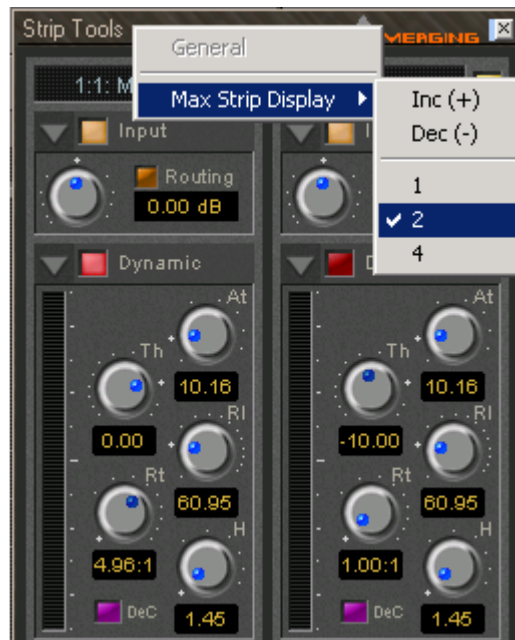 Strip Tools
MERGING
General
Max Strip Display
Inc (+)
Dec (-)
1
2
4
1:1: M
Input
Routing
0.00 dB
Dynamic
At
Th
10.16
0.00
Rl
Rt
60.95
4.96:1
H
DeC
1.45
I
D
At
Th
10.16
-10.00
Rl
Rt
60.95
1.00:1
H
DeC
1.45